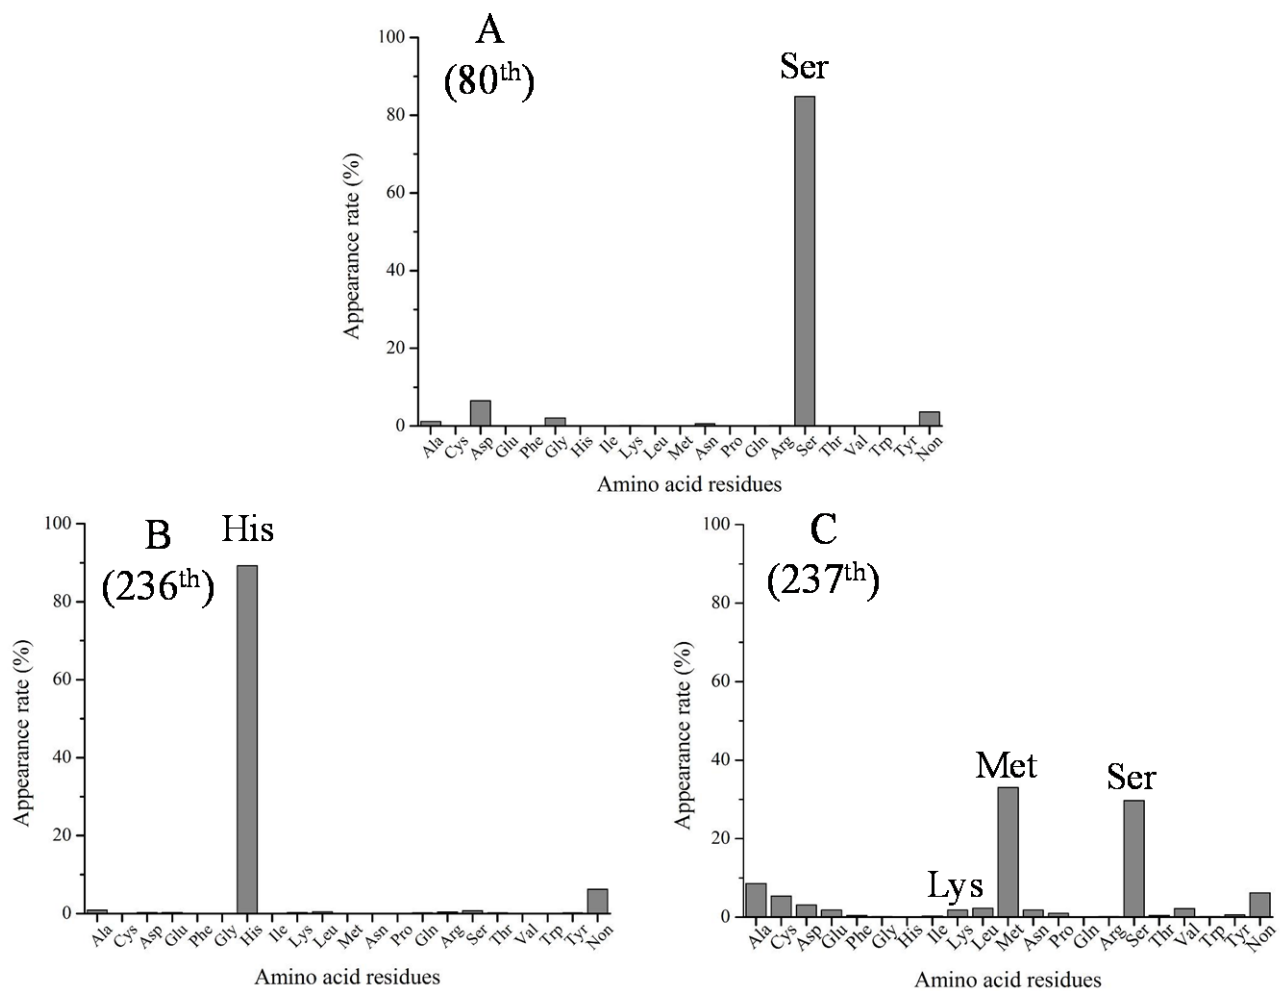 A
(80th)
Ser
100
80
60
40
20
0
Appearance rate (%)
Ala Cys Asp Glu Phe Gly His Ile Lys Leu Met Asn Pro Gln Arg Ser Thr Val Trp Tyr Non
Amino acid residues
B
(236th)
His
100
80
60
40
20
0
Appearance rate (%)
Ala Cys Asp Glu Phe Gly His Ile Lys Leu Met Asn Pro Gln Arg Ser Thr Val Trp Tyr Non
Amino acid residues
C
(237th)
Met
Ser
Lys
100
80
60
40
20
0
Appearance rate (%)
Ala Cys Asp Glu Phe Gly His Ile Lys Leu Met Asn Pro Gln Arg Ser Thr Val Trp Tyr Non
Amino acid residues